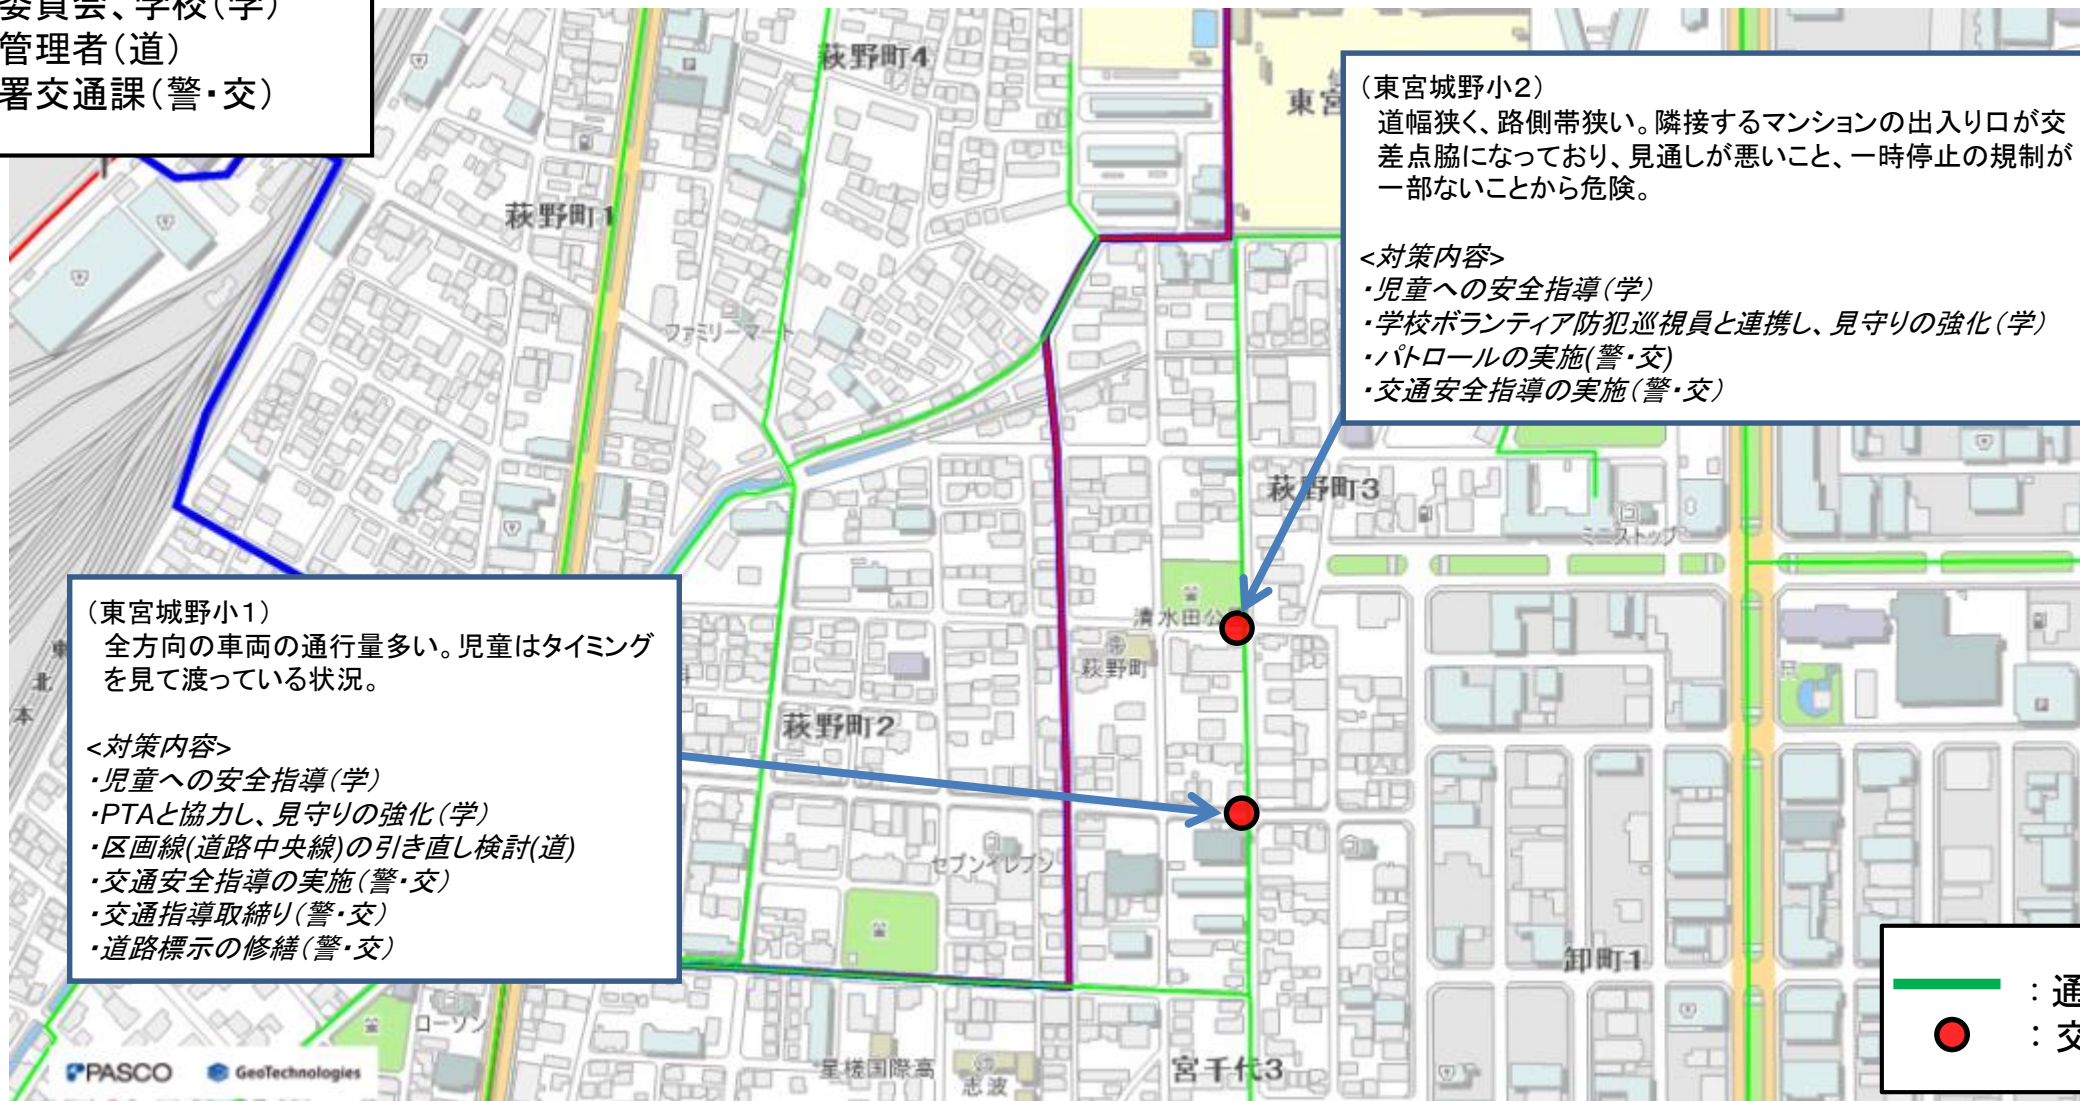 委員会、学校（学）
管理者（道）
署交通課（警・交）
萩野町4
東宮
萩野町1
ファミリーマート
（東宮城野小２）
道幅狭く、路側帯狭い。隣接するマンションの出入り口が交
差点脇になっており、見通しが悪いこと、一時停止の規制が
一部ないことから危険。
<対策内容>
・児童への安全指導（学）
・学校ボランティア防犯巡視員と連携し、見守りの強化（学）
・パトロールの実施(警・交)
・交通安全指導の実施（警・交）
萩野町3
ミニストップ
清水田公
萩野町
（東宮城野小１）
全方向の車両の通行量多い。児童はタイミング
を見て渡っている状況。
<対策内容>
・児童への安全指導（学）
・PTAと協力し、見守りの強化（学）
・区画線(道路中央線)の引き直し検討(道)
・交通安全指導の実施（警・交）
・交通指導取締り（警・交）
・道路標示の修繕（警・交）
東
北
本
萩野町2
セブンイレブン
卸町1
ローソン
星槎国際高
志波
宮千代3
PASCO
GeoTechnologies
：通
：交